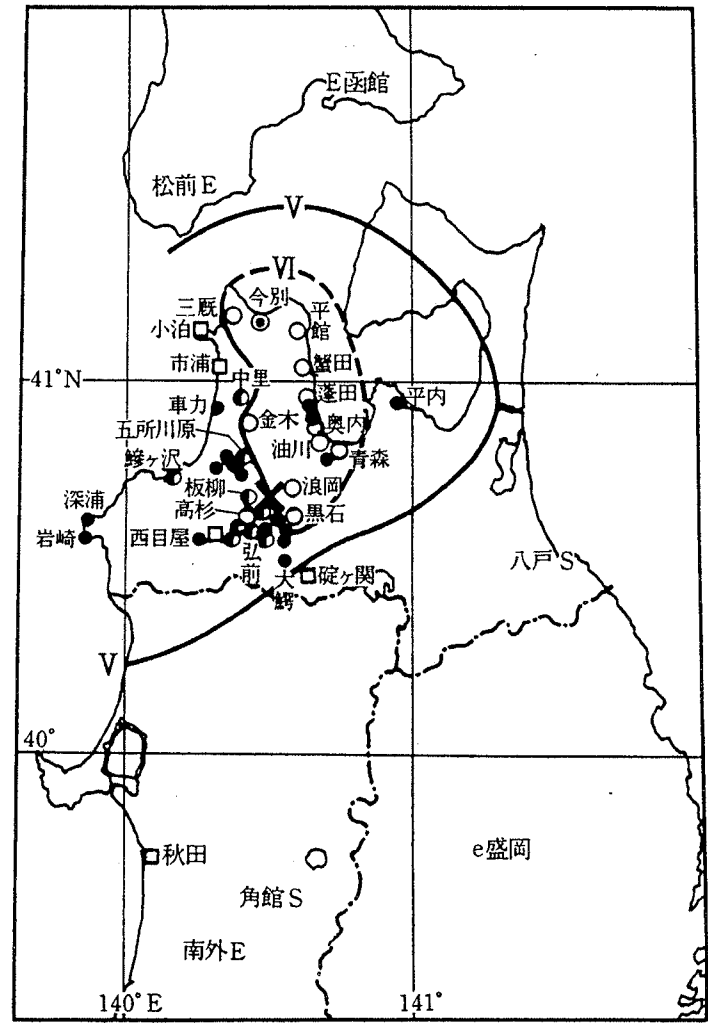 E函館
松前E
V
VI
今別
三厩
平館
小泊
市浦
蟹田
41°N
中里
蓬田
平内
車力
金木
奥内
五所川原
油川
青森
鰺ヶ沢
板柳
浪岡
深浦
高杉
黒石
岩崎
西目屋
弘前
大鰐
碇ヶ関
八戸S
V
40°
秋田
e盛岡
角館S
南外E
140°E
141°